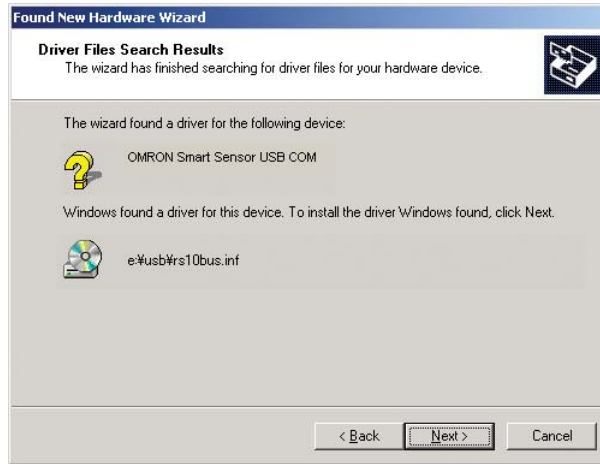 Found New Hardware Wizard
Driver Files Search Results
The wizard has finished searching for driver files for your hardware device.
The wizard found a driver for the following device:
OMRON Smart Sensor USB COM
Windows found a driver for this device. To install the driver Windows found, click Next.
e:¥usb¥rs10bus.inf
< Back Next > Cancel